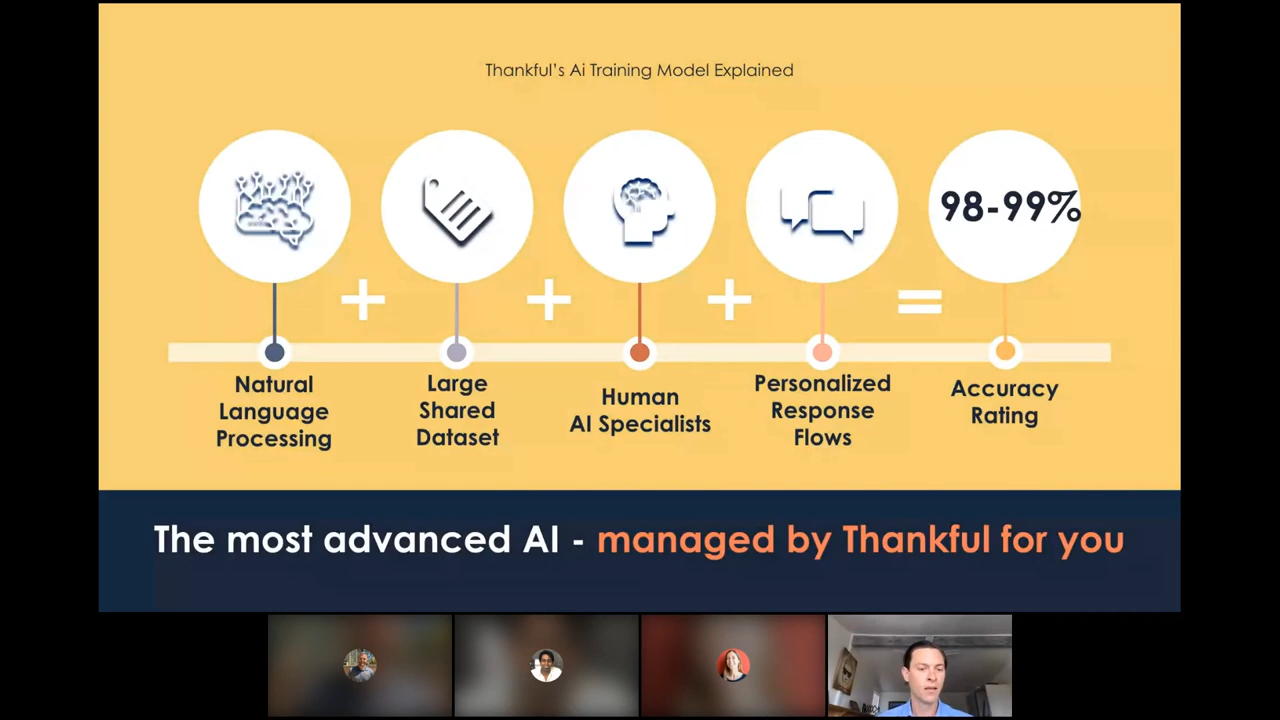 Thankful's Ai Training Model Explained
98-99%
+
+
+
=
Natural
Language
Processing
Large
Shared
Dataset
Human
AI Specialists
Personalized
Response
Flows
Accuracy
Rating
The most advanced AI - managed by Thankful for you